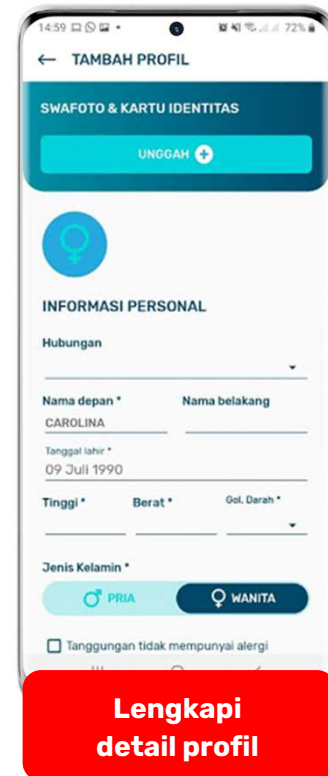 14:59
72%
← TAMBAH PROFIL
SWAFOTO & KARTU IDENTITAS
UNGGAH
INFORMASI PERSONAL
Hubungan
Nama depan * Nama belakang
CAROLINA
Tanggal lahir *
09 Juli 1990
Tinggi * Berat * Gol. Darah *
Jenis Kelamin *
PRIA WANITA
Tanggungan tidak mempunyai alergi
Lengkapi
detail profil